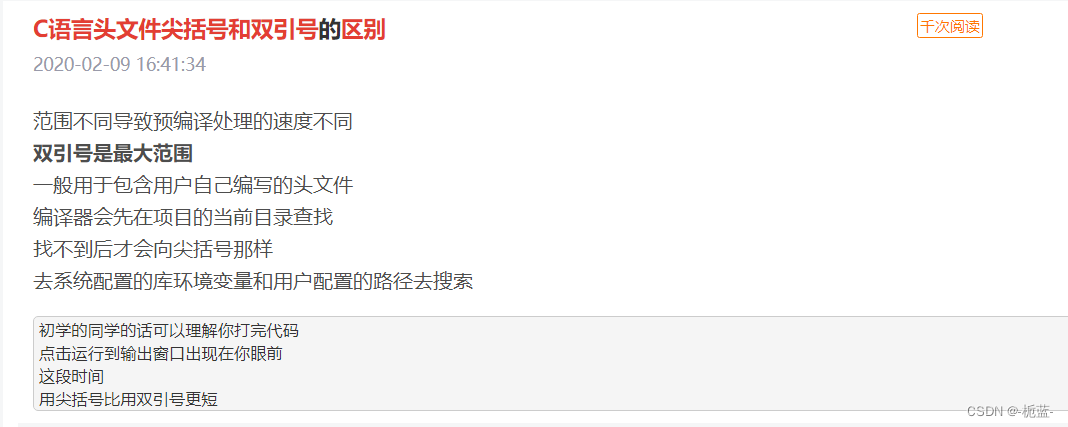 C语言头文件尖括号和双引号的区别
千次阅读
2020-02-09 16:41:34
范围不同导致预编译处理的速度不同
双引号是最大范围
一般用于包含用户自己编写的头文件
编译器会先在项目的当前目录查找
找不到后才会向尖括号那样
去系统配置的库环境变量和用户配置的路径去搜索
初学的同学的话可以理解你打完代码
点击运行到输出窗口出现在你眼前
这段时间
用尖括号比用双引号更短
CSDN @-栀蓝-